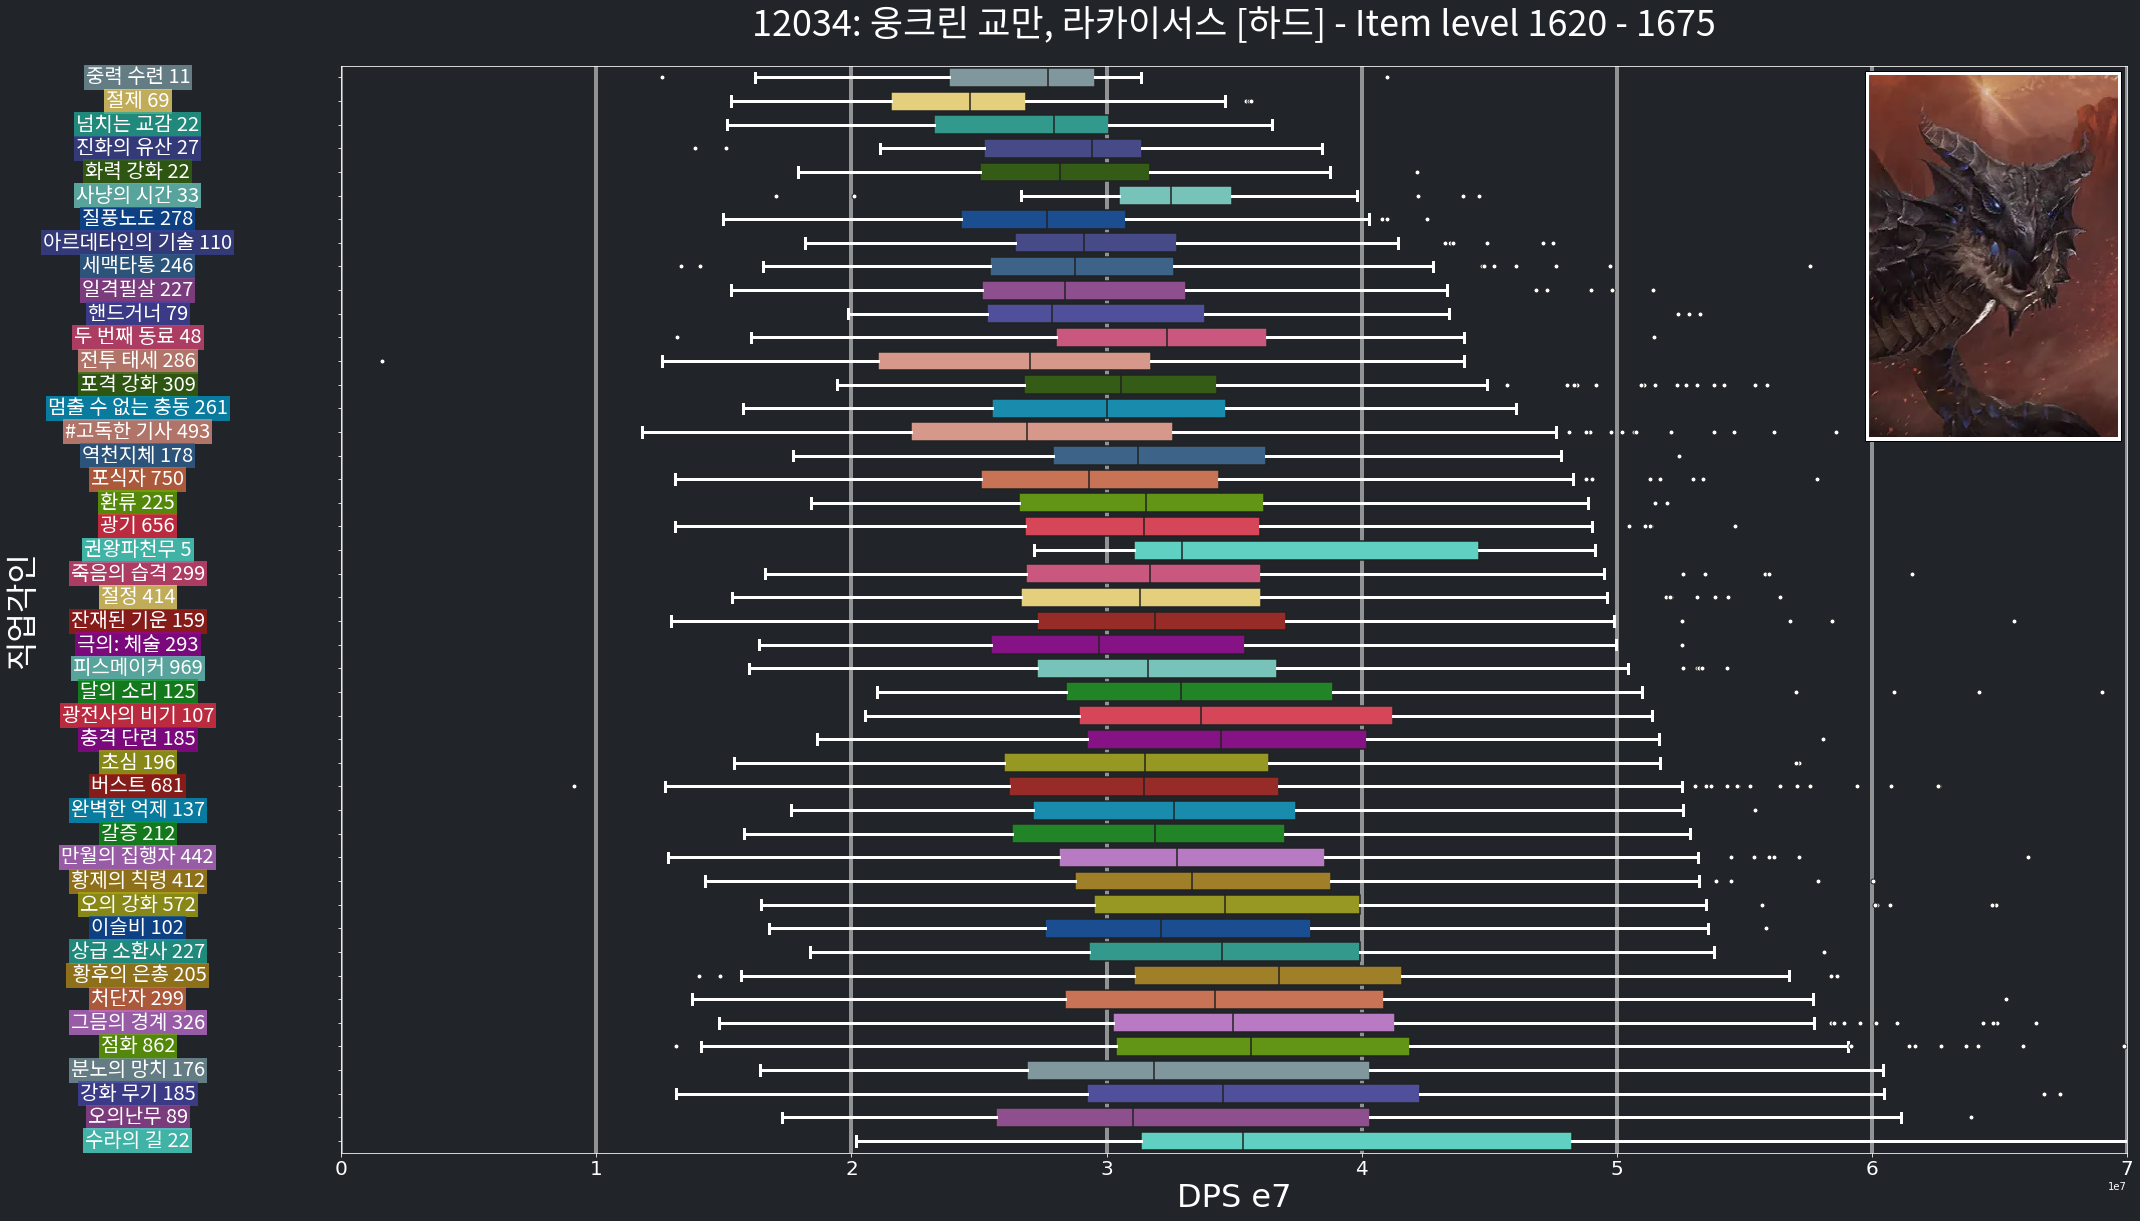 12034: 웅크린 교만, 라카이서스 [하드] - Item level 1620 - 1675
중력 수련 11
절제 69
넘치는 교감 22
진화의 유산 27
화력 강화 22
사냥의 시간 33
질풍노도 278
아르데타인의 기술 110
세맥타통 246
일격필살 227
핸드거너 79
두 번째 동료 48
전투 태세 286
포격 강화 309
멈출 수 없는 충동 261
#고독한 기사 493
역천지체 178
포식자 750
환류 225
광기 656
권왕파천무 5
죽음의 습격 299
절정 414
잔재된 기운 159
극의: 체술 293
피스메이커 969
달의 소리 125
광전사의 비기 107
충격 단련 185
초심 196
버스트 681
완벽한 억제 137
갈증 212
만월의 집행자 442
황제의 칙령 412
오의 강화 572
이슬비 102
상급 소환사 227
황후의 은총 205
처단자 299
그믐의 경계 326
점화 862
분노의 망치 176
강화 무기 185
오의난무 89
수라의 길 22
직업각인
0 1 2 3 4 5 6 7
1e7
DPS e7